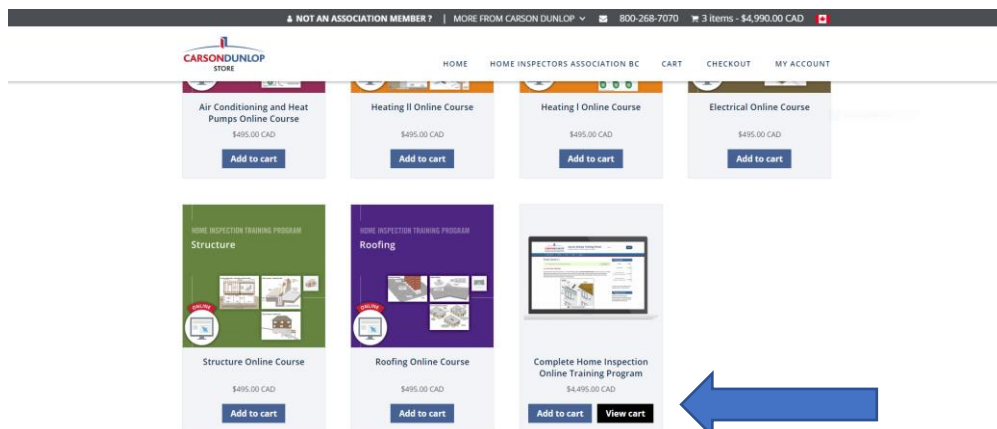 NOT AN ASSOCIATION MEMBER ? | MORE FROM CARSON DUNLOP 800-268-7070 3 items - $4,990.00 CAD
CARSONDUNLOP
STORE
HOME HOME INSPECTORS ASSOCIATION BC CART CHECKOUT MY ACCOUNT
Air Conditioning and Heat
Pumps Online Course
$495.00 CAD
Add to cart
Heating II Online Course
$495.00 CAD
Add to cart
Heating I Online Course
$495.00 CAD
Add to cart
Electrical Online Course
$495.00 CAD
Add to cart
HOME INSPECTION TRAINING PROGRAM
Structure
ONLINE
Structure Online Course
$495.00 CAD
Add to cart
HOME INSPECTION TRAINING PROGRAM
Roofing
ONLINE
Roofing Online Course
$495.00 CAD
Add to cart
Complete Home Inspection
Online Training Program
$4,495.00 CAD
Add to cart View cart